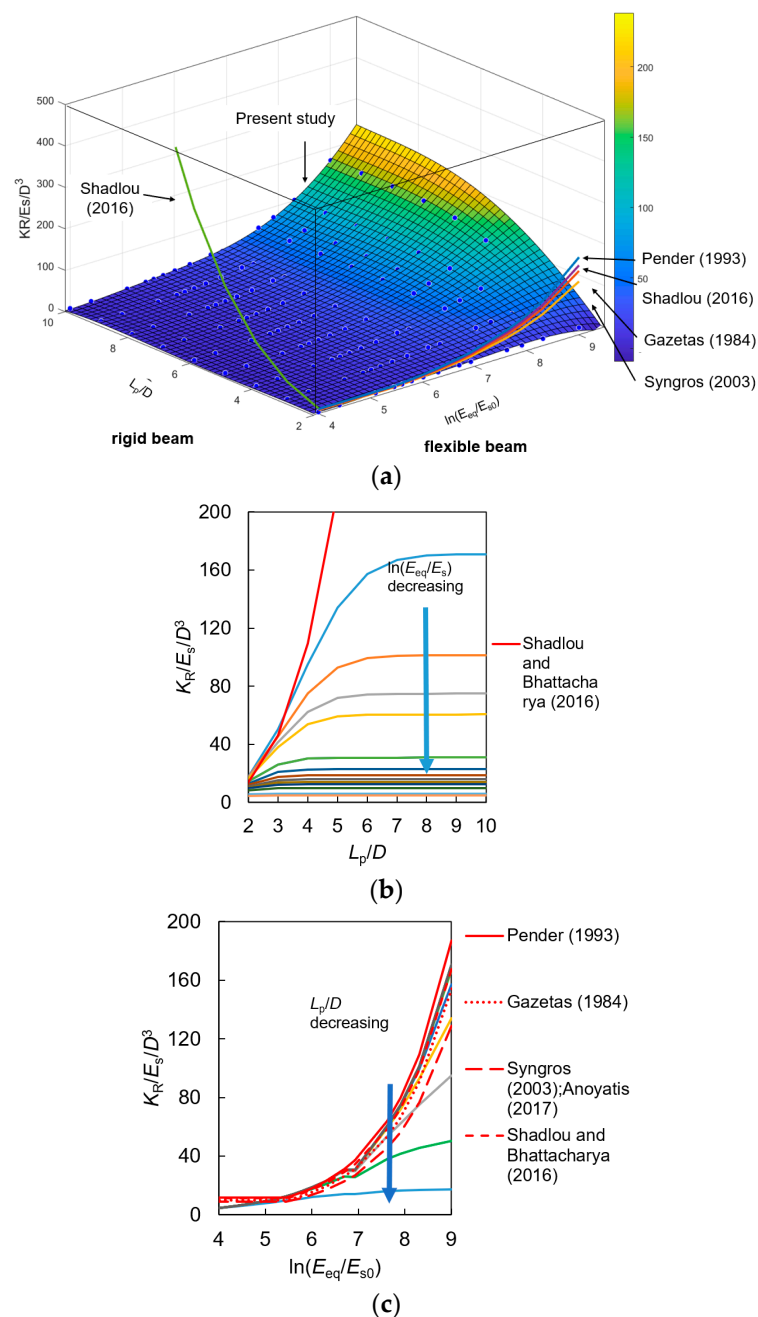 500
400
300
200
100
0
KR/Es/D³
Present study
Shadlou
(2016)
200
150
100
50
Pender (1993)
Shadlou (2016)
Gazetas (1984)
Syngros (2003)
10
8
6
4
2
Lp/D
4
5
6
7
8
9
ln(Eeq/Es0)
rigid beam
flexible beam
(a)
200
160
120
80
40
0
KR/Es/D³
ln(Eeq/Es)
decreasing
Shadlou
and
Bhattacha
rya (2016)
2 3 4 5 6 7 8 9 10
Lp/D
(b)
200
160
120
80
40
0
KR/Es/D³
Lp/D
decreasing
Pender (1993)
Gazetas (1984)
Syngros
(2003);Anoyatis
(2017)
Shadlou and
Bhattacharya
(2016)
4 5 6 7 8 9
ln(Eeq/Es0)
(c)